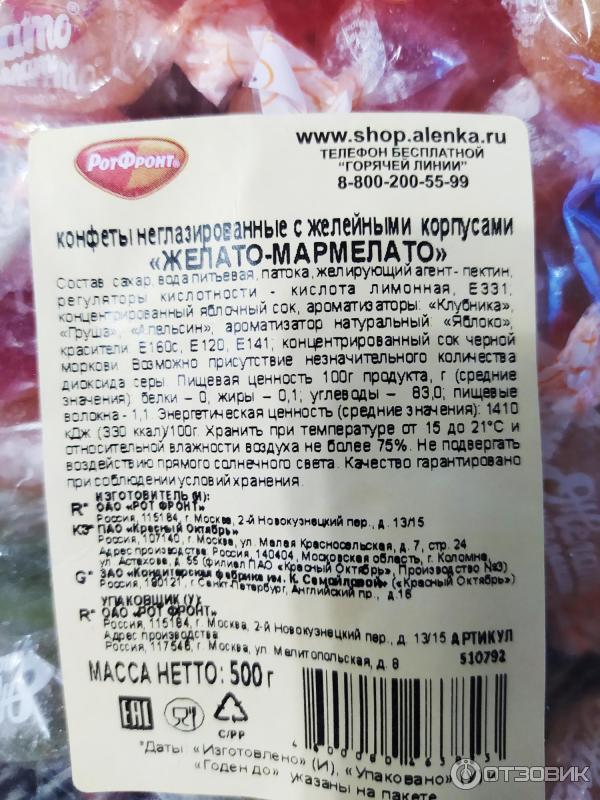 РотФронт®
www.shop.alenka.ru
ТЕЛЕФОН БЕСПЛАТНОЙ
"ГОРЯЧЕЙ ЛИНИИ"
8-800-200-55-99
конфеты неглазированные с желейными корпусами
«ЖЕЛАТО-МАРМЕЛАТО»
Состав: сахар, вода питьевая, патока, желирующий агент- пектин,
регуляторы кислотности - кислота лимонная, Е331;
концентрированный яблочный сок, ароматизаторы: «Клубника»,
«Груша», «Апельсин»; ароматизатор натуральный «Яблоко»,
красители: Е160с, Е120, Е141; концентрированный сок черной
моркови. Возможно присутствие незначительного количества
диоксида серы. Пищевая ценность 100г продукта, г (средние
значения): белки – 0, жиры – 0,1; углеводы – 83,0; пищевые
волокна - 1,1. Энергетическая ценность (средние значения): 1410
кДж (330 ккал)/100г. Хранить при температуре от 15 до 21°С и
относительной влажности воздуха не более 75%. Не подвергать
воздействию прямого солнечного света. Качество гарантировано
при соблюдении условий хранения.
ИЗГОТОВИТЕЛЬ (И):
R* ОАО «РОТ ФРОНТ»
Россия, 115184, г. Москва, 2-й Новокузнецкий пер., д. 13/15
КЗ* ПАО «Красный Октябрь»
Россия, 107140, г. Москва, ул. Малая Красносельская, д. 7, стр. 24
Адрес производства: Россия, 140404, Московская область, г. Коломна,
ул. Астахова, д. 55 (филиал ПАО «Красный Октябрь», Производство №3)
G* ЗАО «Кондитерская фабрика им. К. Самойловой» («Красный Октябрь»)
Россия, 190121, г. Санкт-Петербург, Английский пр., д.16
УПАКОВЩИК (У):
R* ОАО «РОТ ФРОНТ»
Россия, 115184, г. Москва, 2-й Новокузнецкий пер., д. 13/15 АРТИКУЛ
Адрес производства
Россия, 117546, г. Москва, ул. Мелитопольская, д. 8 510792
МАССА НЕТТО: 500 г
EAC
C/PP
*Даты «Изготовлено» (И), «Упаковано»
«Годен до» указаны на пакете
ОТЗОВИК